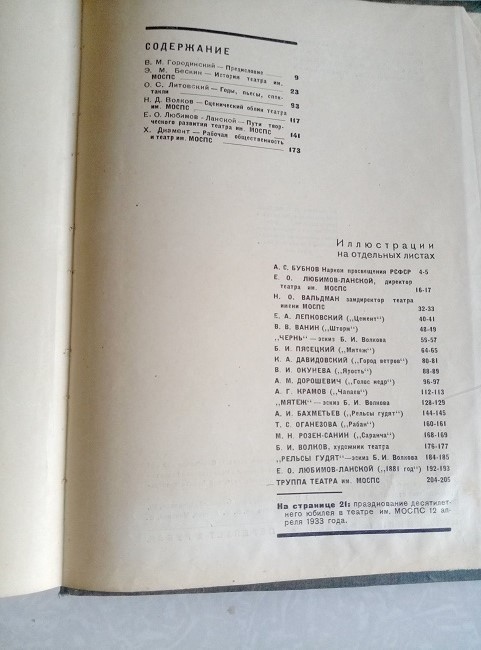 СОДЕРЖАНИЕ
В. М. Городинский — Предисловие 9
Э. М. Бескин — История театра им.
МОСПС 23
О. С. Литовский — Годы, пьесы, спек-
такли 93
Н. Д. Волков — Сценический облик театра
им. МОСПС 117
Е. О. Любимов-Ланской — Пути твор-
ческого развития театра им. МОСПС 141
Х. Диамент — Рабочая общественность
и театр им. МОСПС 173
Иллюстрации
на отдельных листах
А. С. БУБНОВ Нарком просвещения РСФСР 4-5
Е. О. ЛЮБИМОВ-ЛАНСКОЙ, директор
театра им. МОСПС 16-17
Н. О. ВАЛЬДМАН замдиректор театра
имени МОСПС 32-33
Е. А. ЛЕПКОВСКИЙ („Цемент“) 40-41
В. В. ВАНИН („Шторм“) 48-49
„ЧЕРНЬ“—эскиз Б. И. Волкова 56-57
Б. И. ПЯСЕЦКИЙ („Мятеж“) 64-65
К. А. ДАВИДОВСКИЙ („Город ветров“) 80-81
В. И. ОКУНЕВА („Ярость“) 88-89
А. М. ДОРОШЕВИЧ („Голос недр“) 96-97
А. Г. КРАМОВ („Чапаев“) 112-113
„МЯТЕЖ“—эскиз Б. И. Волкова 128-129
А. И. БАХМЕТЬЕВ („Рельсы гудят“) 144-145
Т. С. ОГАНЕЗОВА („Рабан“) 160-161
М. Н. РОЗЕН-САНИН („Саранча“) 168-169
Б. И. ВОЛКОВ, художник театра 176-177
„РЕЛЬСЫ ГУДЯТ“—эскиз Б. И. Волкова 184-185
Е. О. ЛЮБИМОВ-ЛАНСКОЙ („1881 год“) 192-193
ТРУППА ТЕАТРА им. МОСПС 204-205
На странице 21: празднование десятилет-
него юбилея в театре им. МОСПС 12 ап-
реля 1933 года.